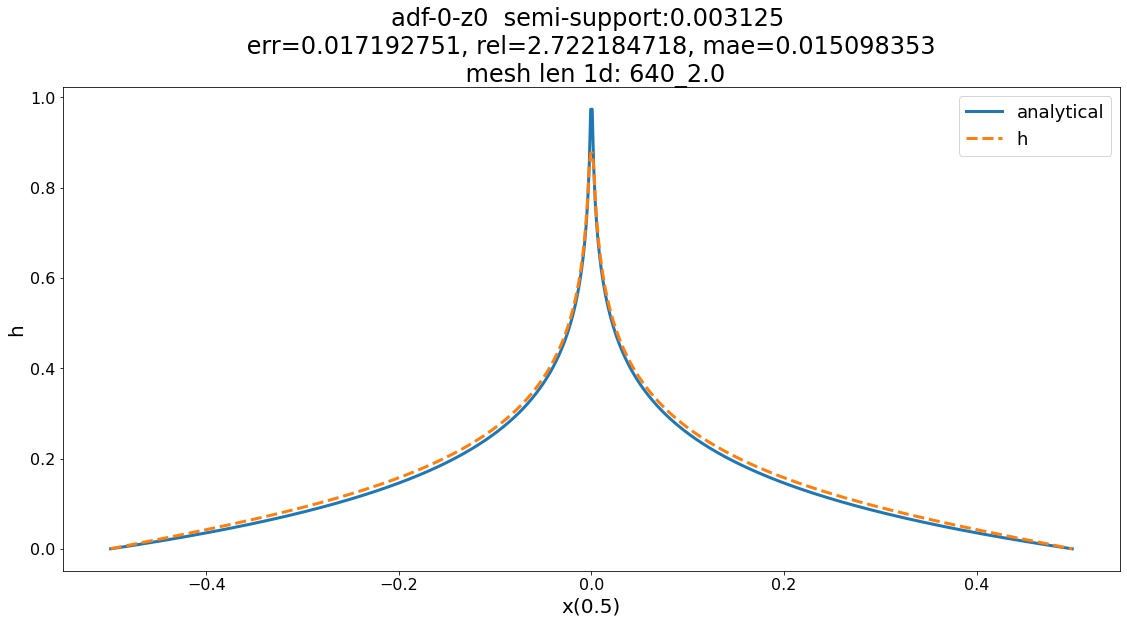 adf-0-z0  semi-support:0.003125
err=0.017192751, rel=2.722184718, mae=0.015098353
mesh len 1d: 640_2.0
analytical
h
1.0
0.8
0.6
0.4
0.2
0.0
h
−0.4
−0.2
0.0
0.2
0.4
x(0.5)